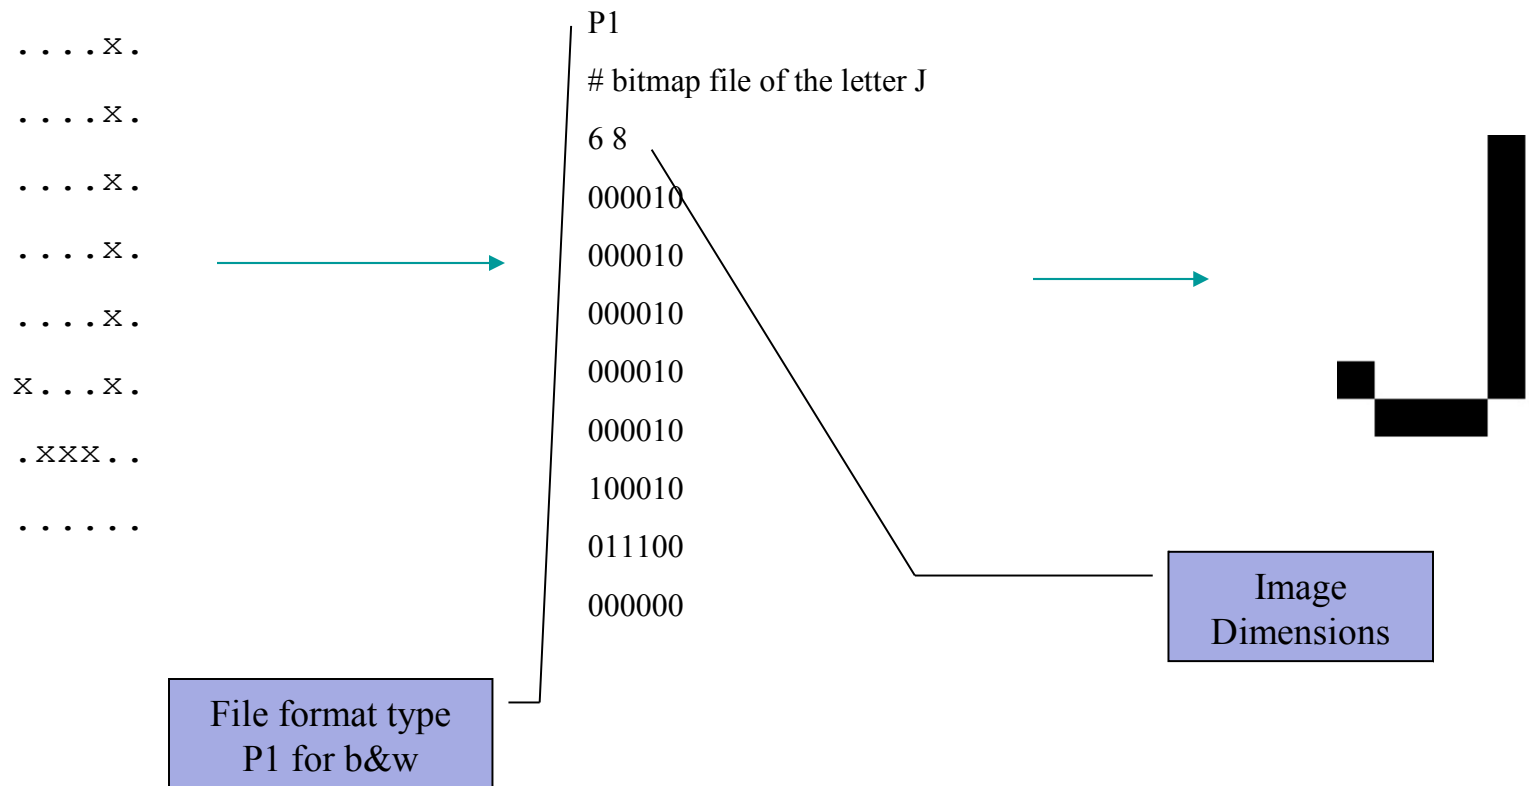 ....x.
....x.
....x.
....x.
....x.
x...x.
.xxx..
......
P1
# bitmap file of the letter J
6 8
000010
000010
000010
000010
000010
100010
011100
000000
Image
Dimensions
File format type
P1 for b&w